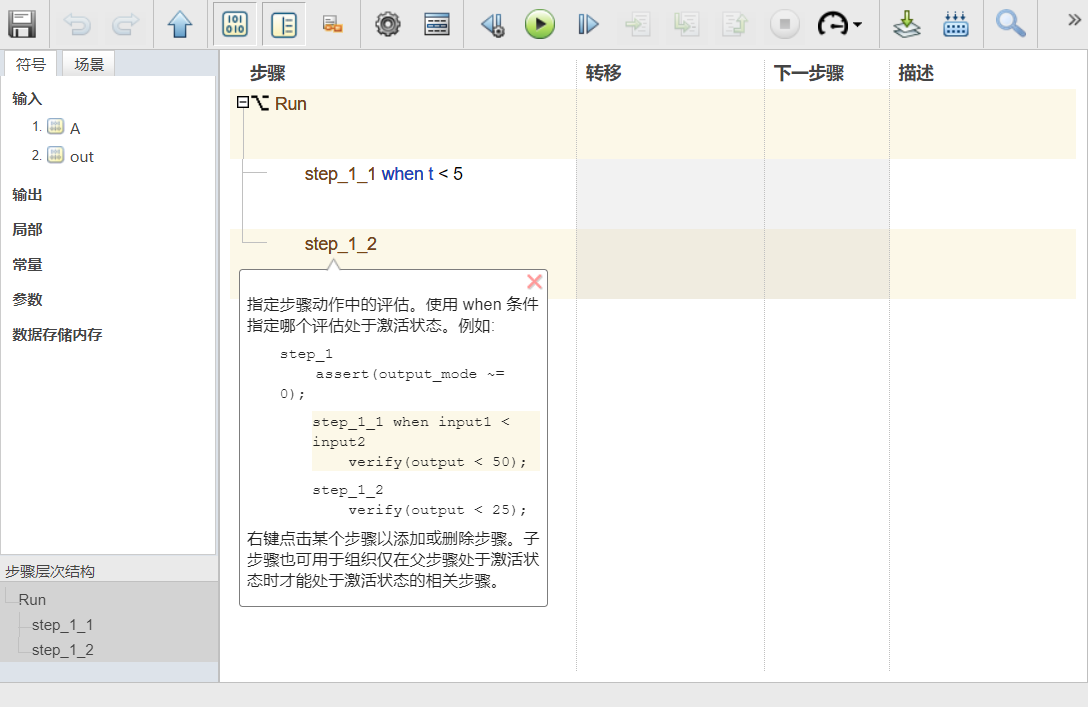 符号 场景
输入
1. A
2. out
输出
局部
常量
参数
数据存储内存
步骤层次结构
Run
step_1_1
step_1_2
步骤 转移 下一步骤 描述
Run
step_1_1 when t < 5
step_1_2
指定步骤动作中的评估。使用 when 条件
指定哪个评估处于激活状态。例如:
step_1
assert(output_mode ~=
0);
step_1_1 when input1 <
input2
verify(output < 50);
step_1_2
verify(output < 25);
右键点击某个步骤以添加或删除步骤。子
步骤也可用于组织仅在父步骤处于激活状
态时才能处于激活状态的相关步骤。